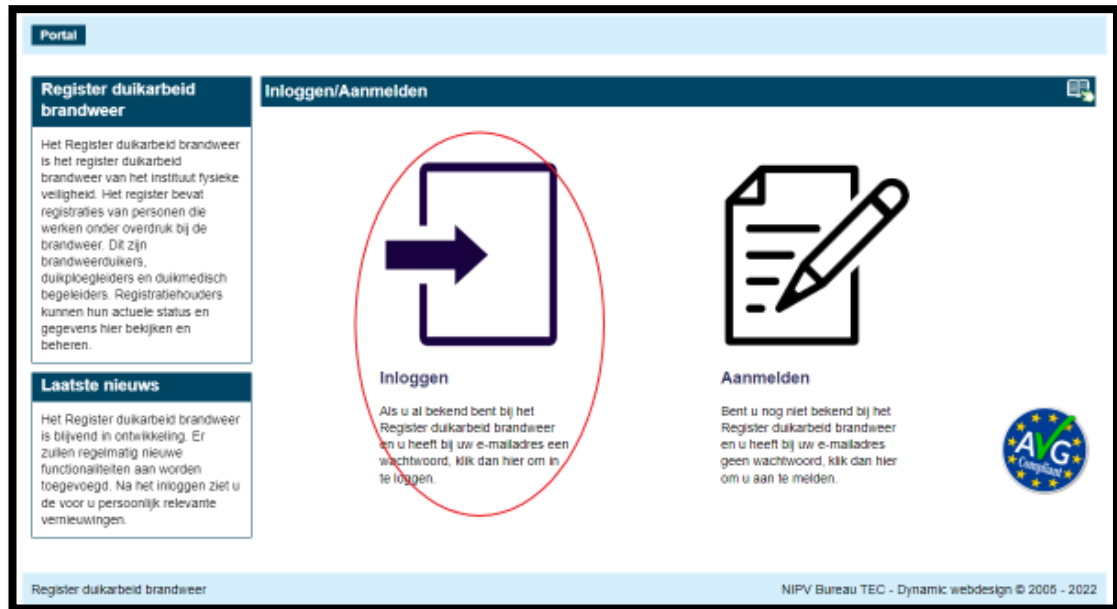 Portal
Register duikarbeid
brandweer
Het Register duikarbeid brandweer
is het register duikarbeid
brandweer van het instituut fysieke
veiligheid. Het register bevat
registraties van personen die
werken onder overdruk bij de
brandweer. Dit zijn
brandweerduikers,
duikploegleiders en duikmedisch
begeleiders. Registratiehouders
kunnen hun actuele status en
gegevens hier bekijken en
beheren.
Laatste nieuws
Het Register duikarbeid brandweer
is blijvend in ontwikkeling. Er
zullen regelmatig nieuwe
functionaliteiten aan worden
toegevoegd. Na het inloggen ziet u
de voor u persoonlijk relevante
vernieuwingen.
Inloggen/Aanmelden
Inloggen
Als u al bekend bent bij het
Register duikarbeid brandweer
en u heeft bij uw e-mailadres een
wachtwoord, klik dan hier om in
te loggen.
Aanmelden
Bent u nog niet bekend bij het
Register duikarbeid brandweer
en u heeft bij uw e-mailadres
geen wachtwoord, klik dan hier
om u aan te melden.
AVG
Compliant
Register duikarbeid brandweer
NIPV Bureau TEC - Dynamic webdesign © 2005 - 2022